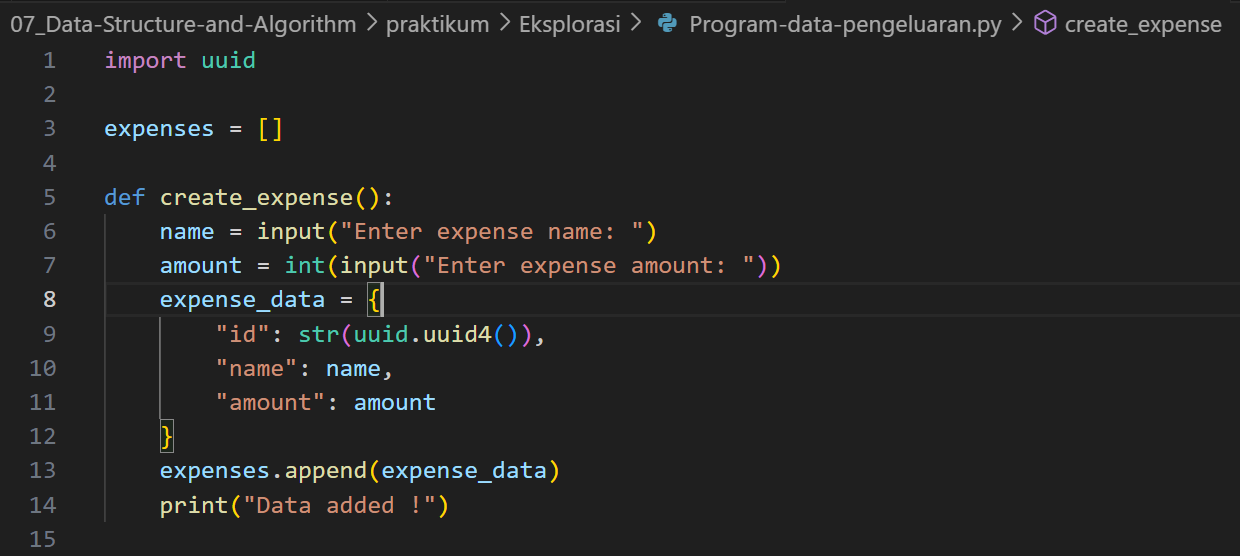 07_Data-Structure-and-Algorithm > praktikum > Eksplorasi > Program-data-pengeluaran.py > create_expense
1 import uuid
2
3 expenses = []
4
5 def create_expense():
6     name = input("Enter expense name: ")
7     amount = int(input("Enter expense amount: "))
8     expense_data = {
9         "id": str(uuid.uuid4()),
10         "name": name,
11         "amount": amount
12     }
13     expenses.append(expense_data)
14     print("Data added !")
15